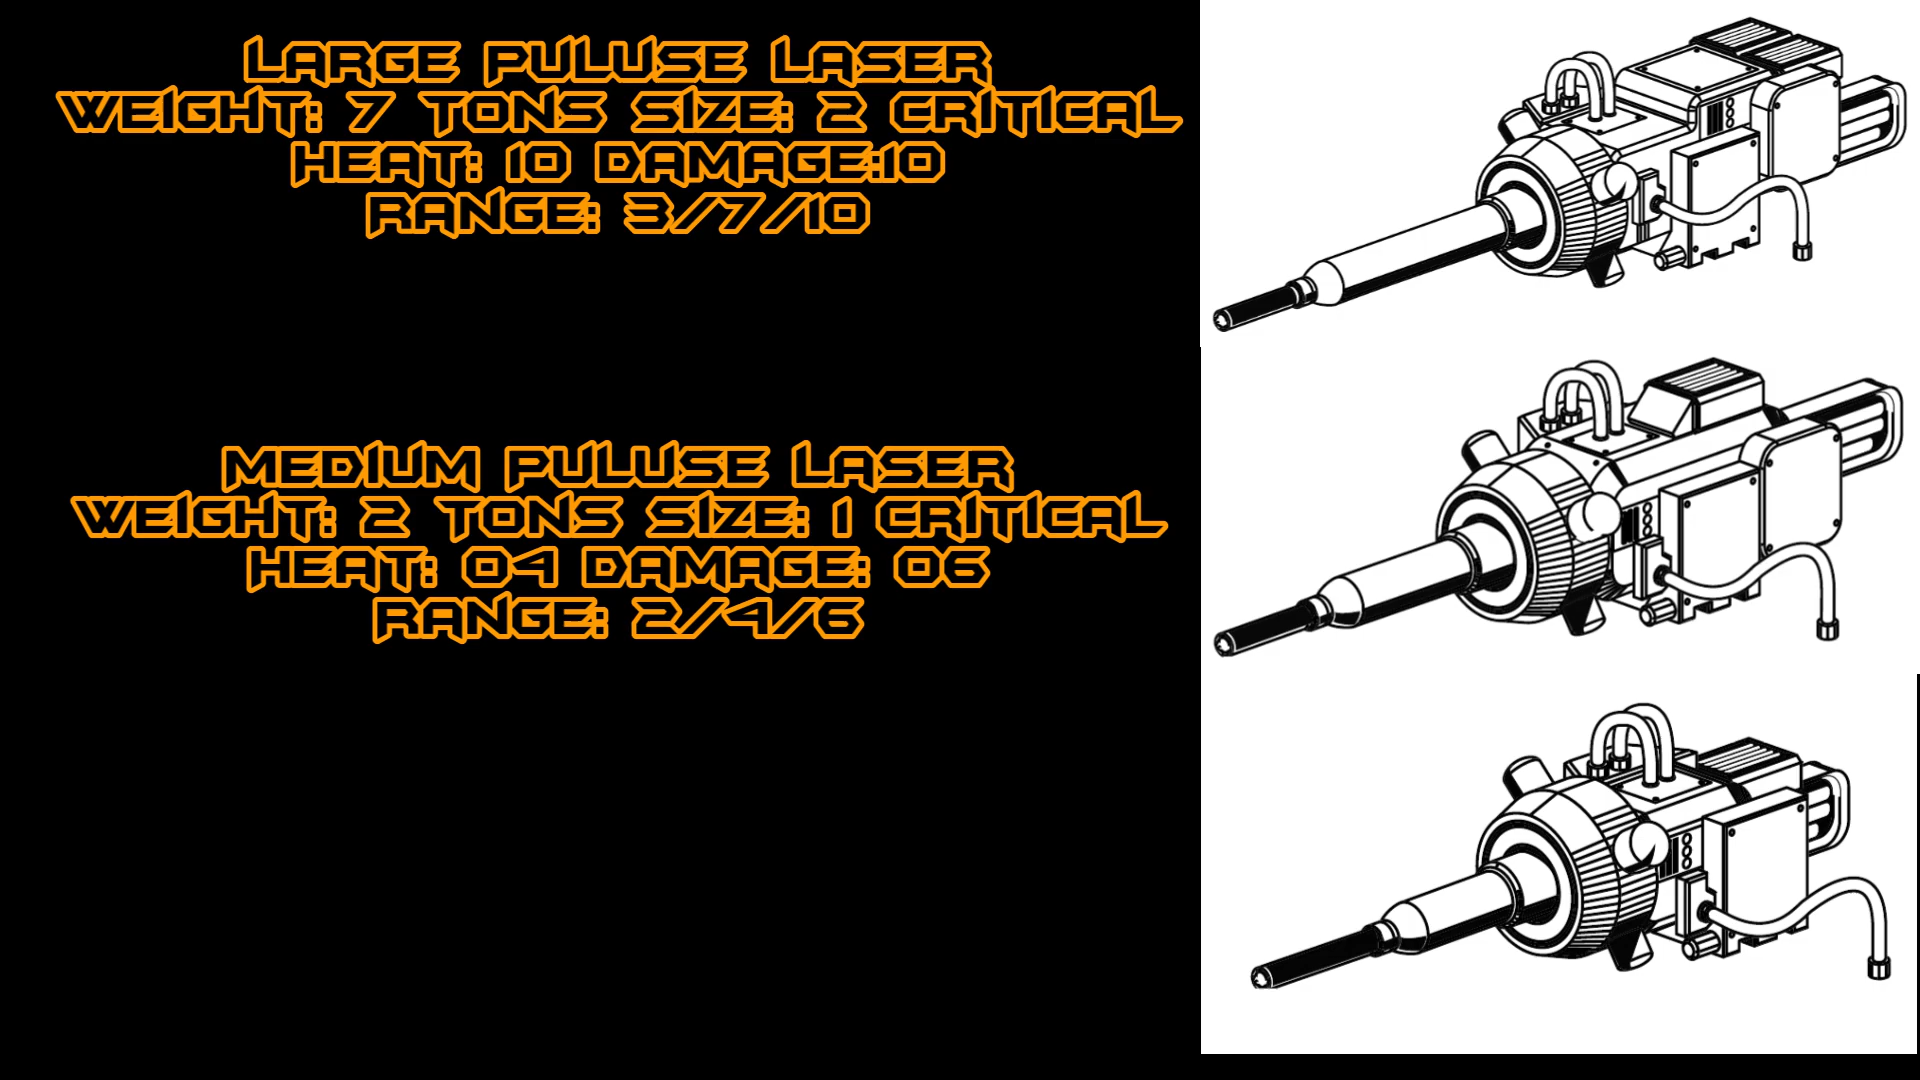 LARGE PULUSE LASER
WEIGHT: 7 TONS SIZE: 2 CRITICAL
HEAT: 10 DAMAGE:10
RANGE: 3/7/10
MEDIUM PULUSE LASER
WEIGHT: 2 TONS SIZE: 1 CRITICAL
HEAT: 04 DAMAGE: 06
RANGE: 2/4/6